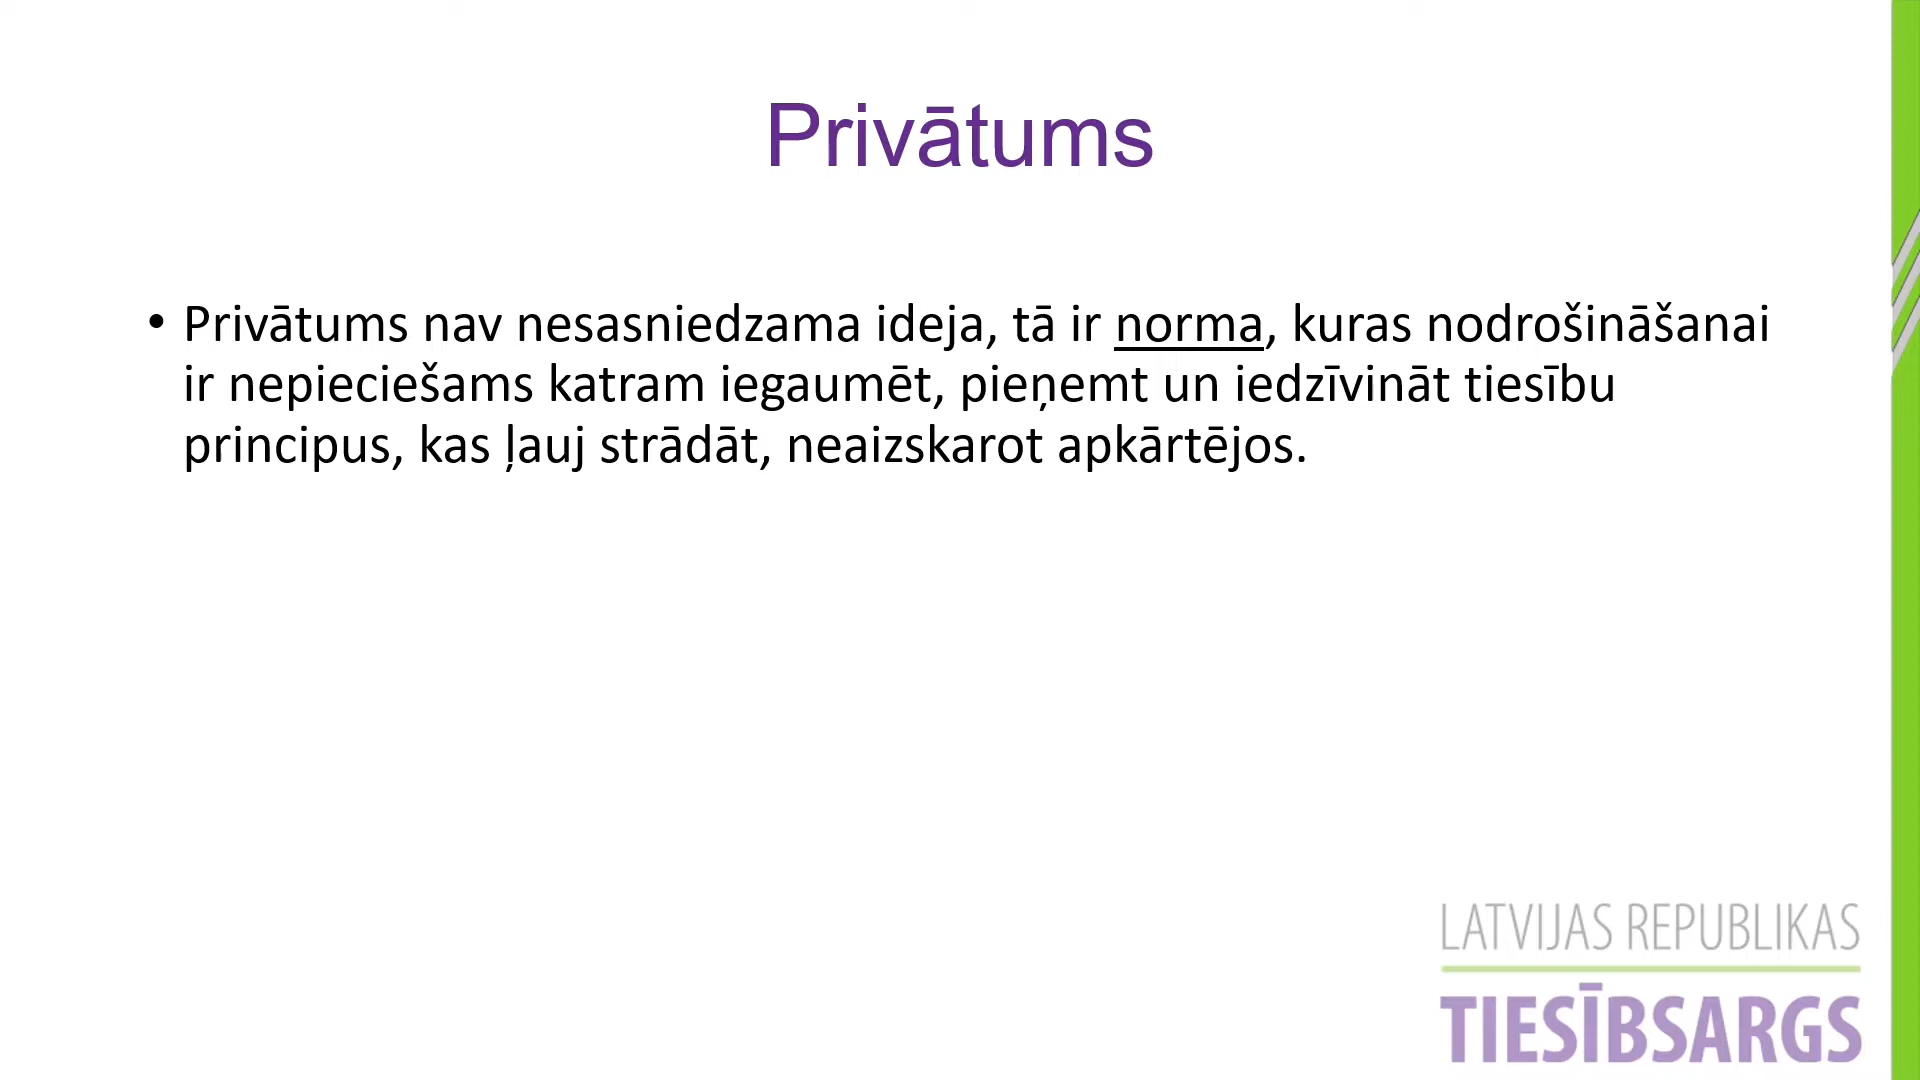 Privātums
• Privātums nav nesasniedzama ideja, tā ir norma, kuras nodrošināšanai
ir nepieciešams katram iegaumēt, pieņemt un iedzīvināt tiesību
principus, kas ļauj strādāt, neaizskarot apkārtējos.
LATVIJAS REPUBLIKAS
TIESĪBSARGS